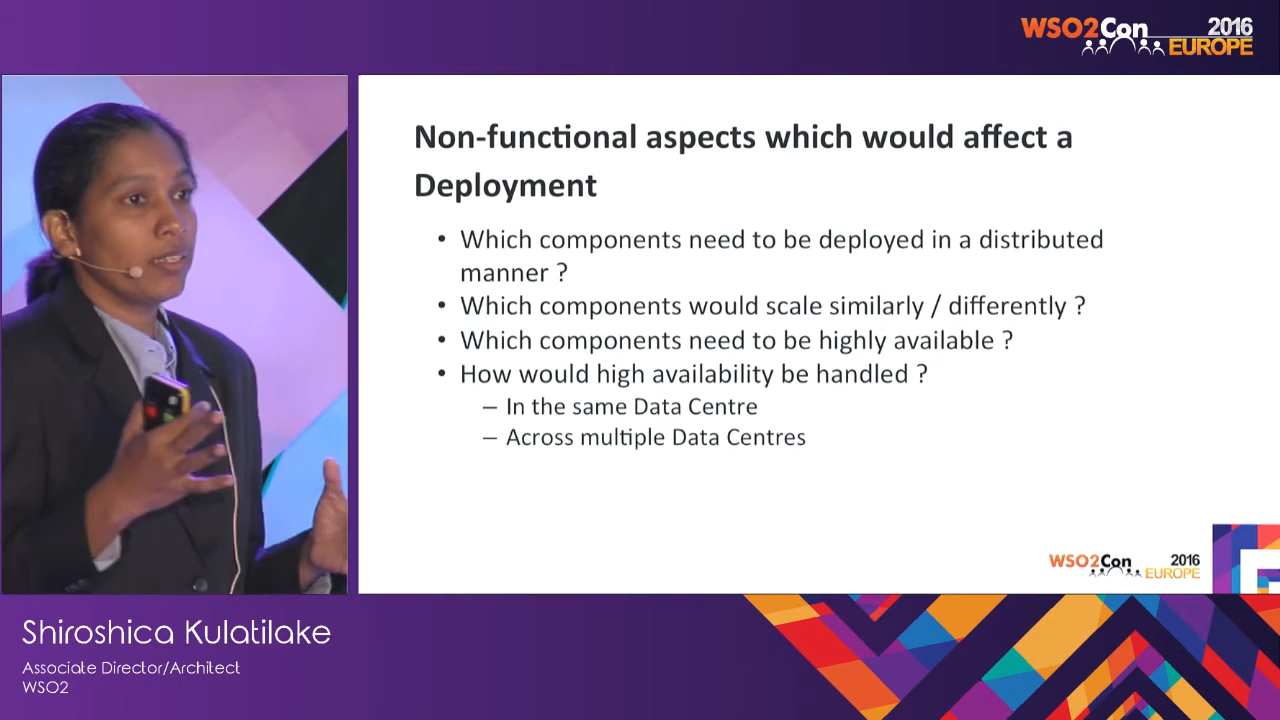 WSO2Con 2016
EUROPE
Non-functional aspects which would affect a
Deployment
• Which components need to be deployed in a distributed
manner ?
• Which components would scale similarly / differently ?
• Which components need to be highly available ?
• How would high availability be handled ?
– In the same Data Centre
– Across multiple Data Centres
WSO2Con 2016
EUROPE
Shiroshica Kulatilake
Associate Director/Architect
WSO2